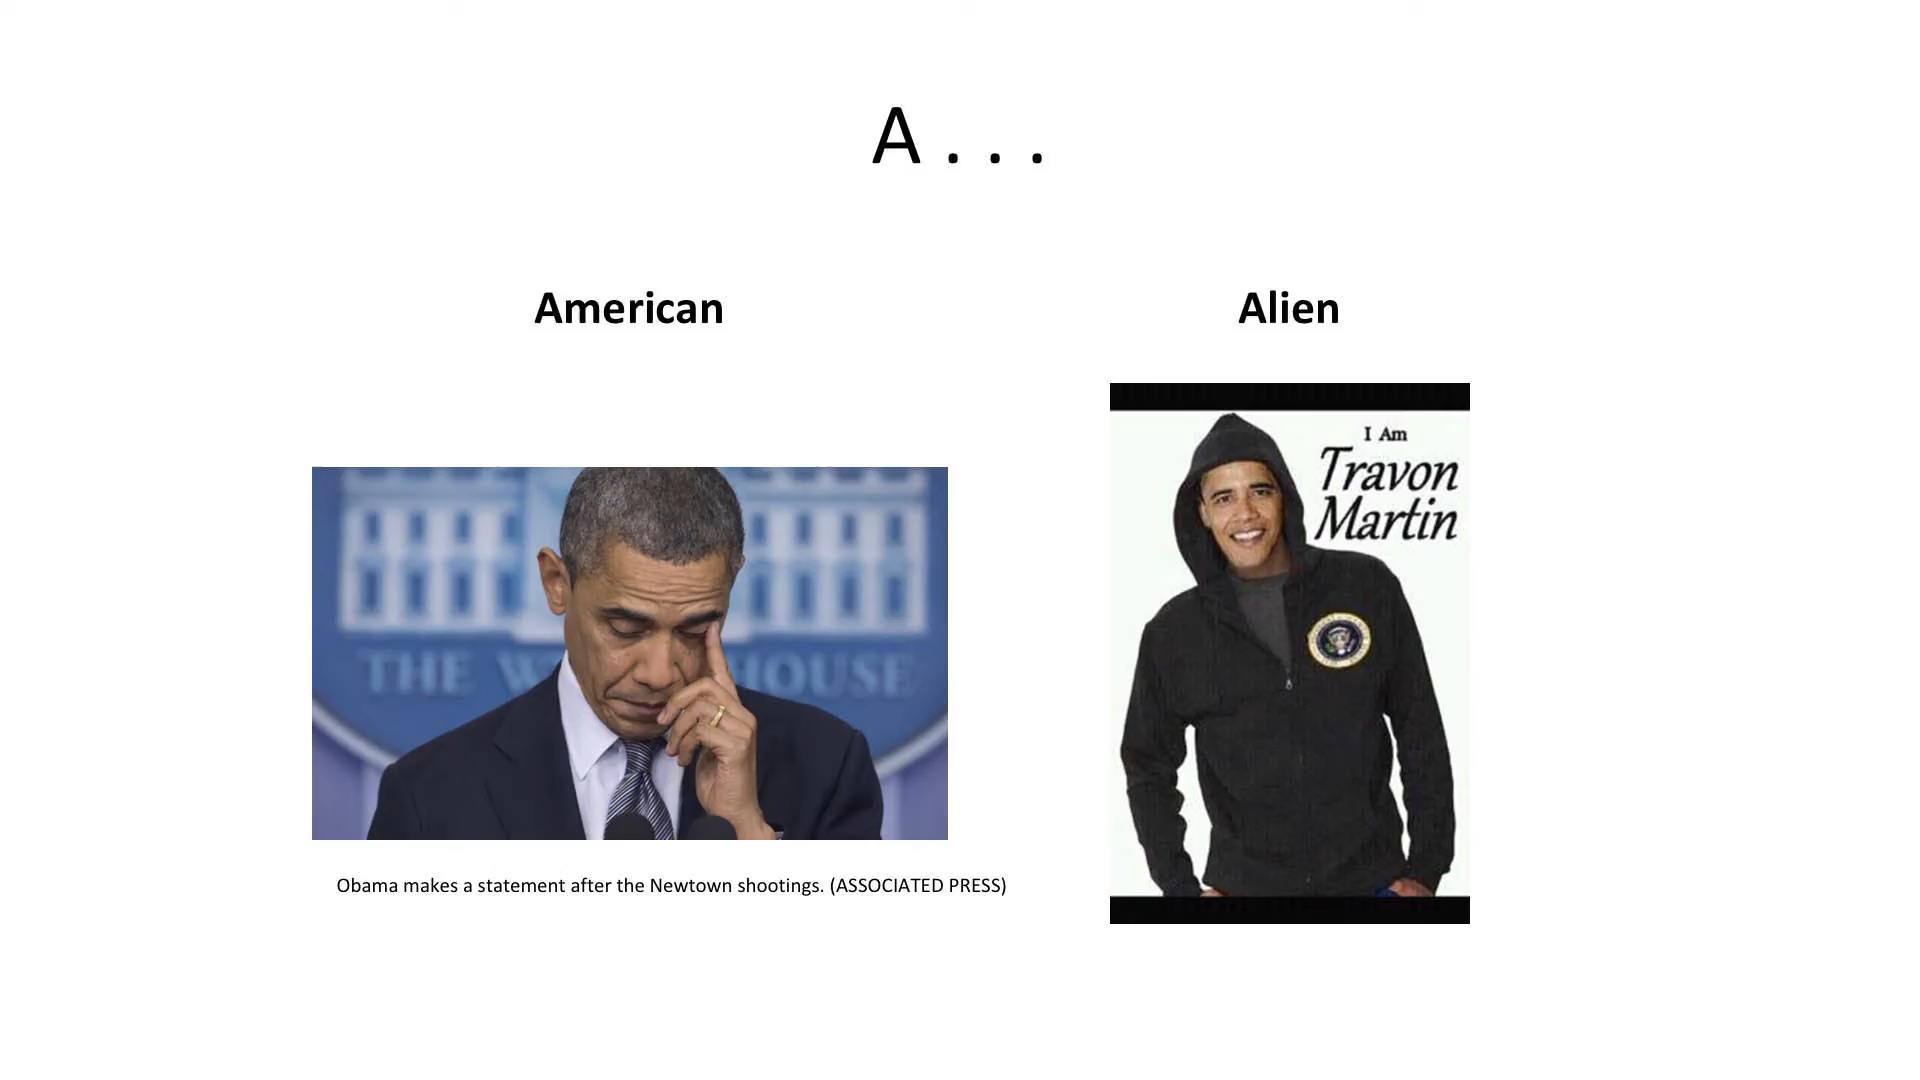 A . . .
American
Alien
I Am
Travon
Martin
THE W HOUSE
Obama makes a statement after the Newtown shootings. (ASSOCIATED PRESS)